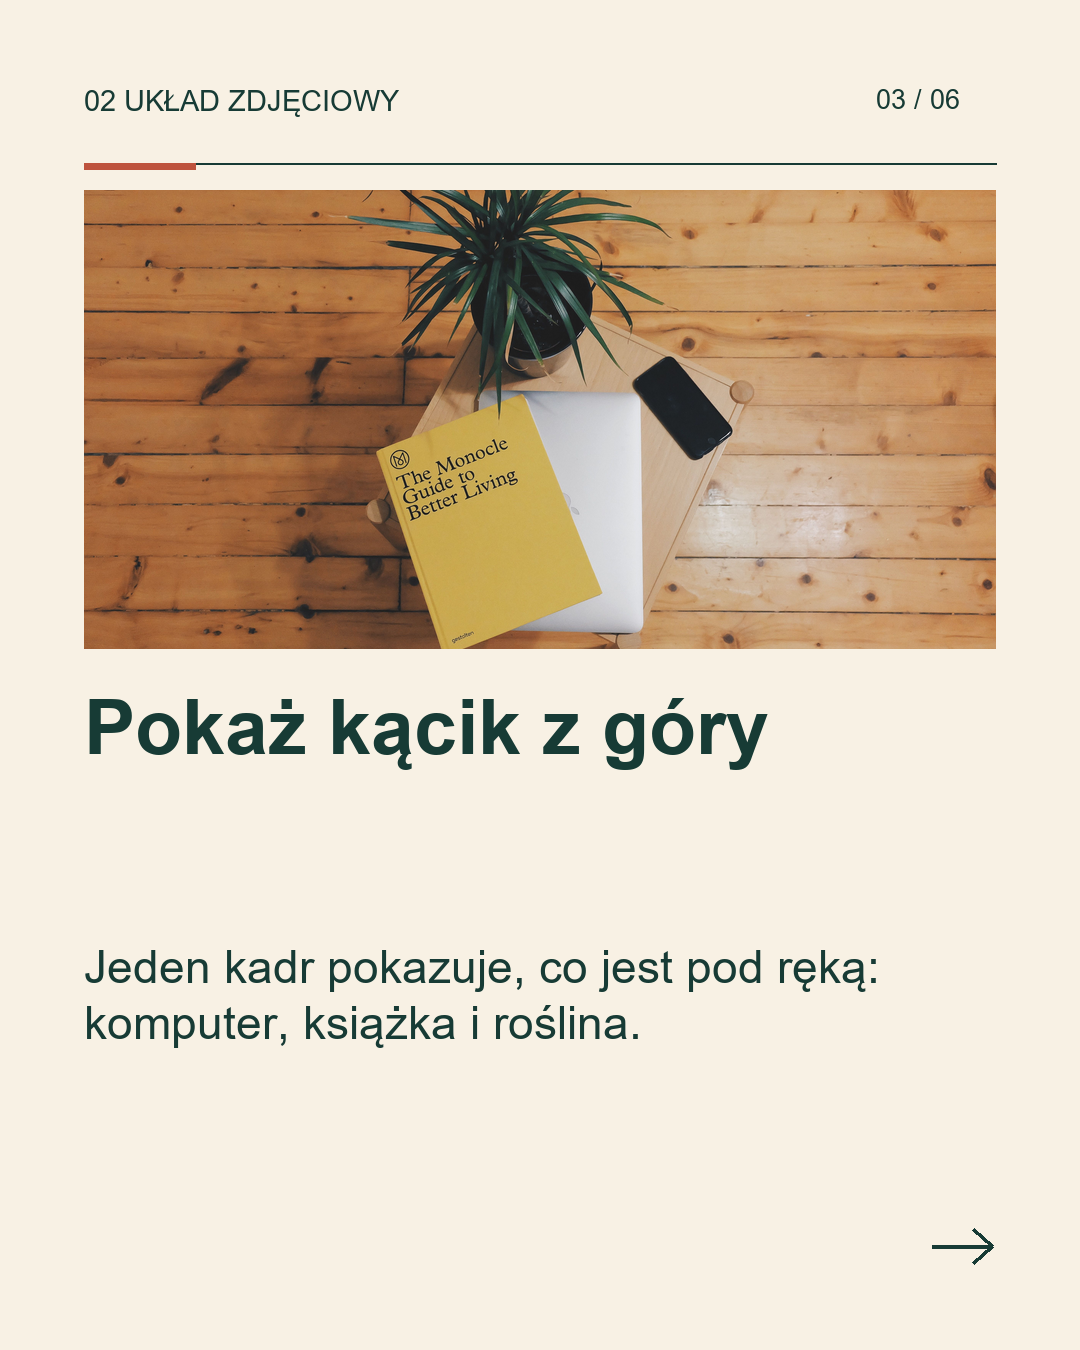 02 UKŁAD ZDJĘCIOWY
03 / 06
The Monocle
Guide to
Better Living
gestalten
Pokaż kącik z góry
Jeden kadr pokazuje, co jest pod ręką:
komputer, książka i roślina.